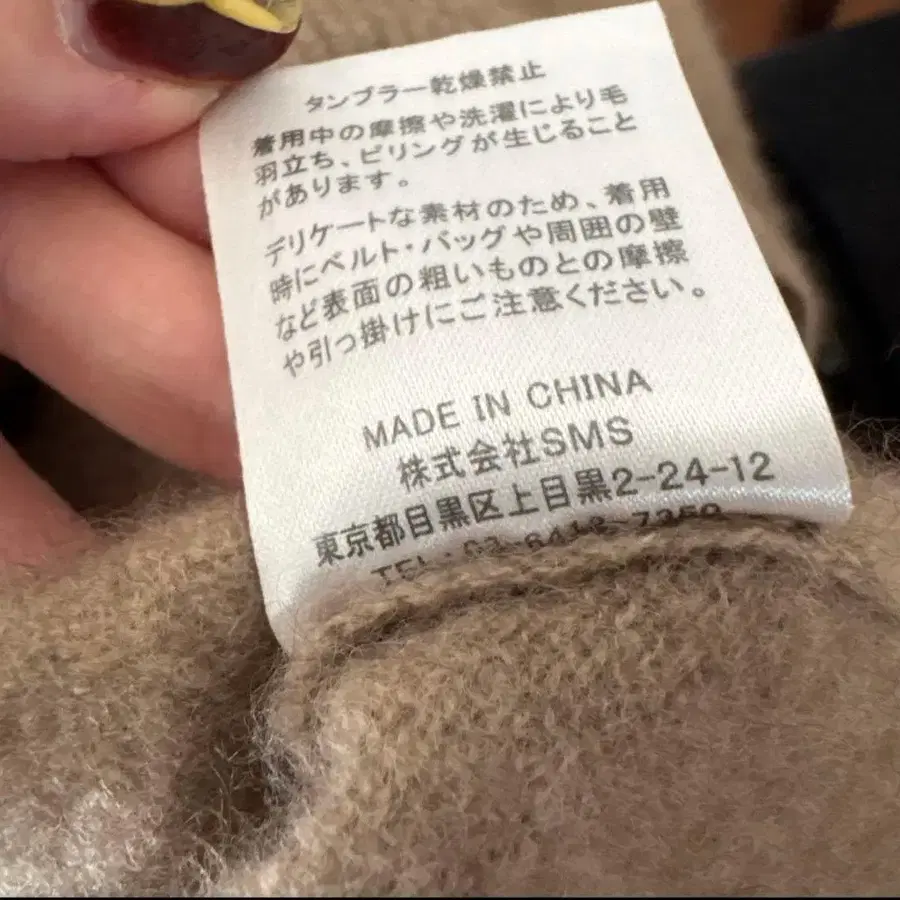 タンブラー乾燥禁止
着用中の摩擦や洗濯により毛
羽立ち、ピリングが生じること
があります。
デリケートな素材のため、着用
時にベルト・バッグや周囲の壁
など表面の粗いものとの摩擦
や引っ掛けにご注意ください。
MADE IN CHINA
株式会社SMS
東京都目黒区上目黒2-24-12
TEL:03-6412-7350